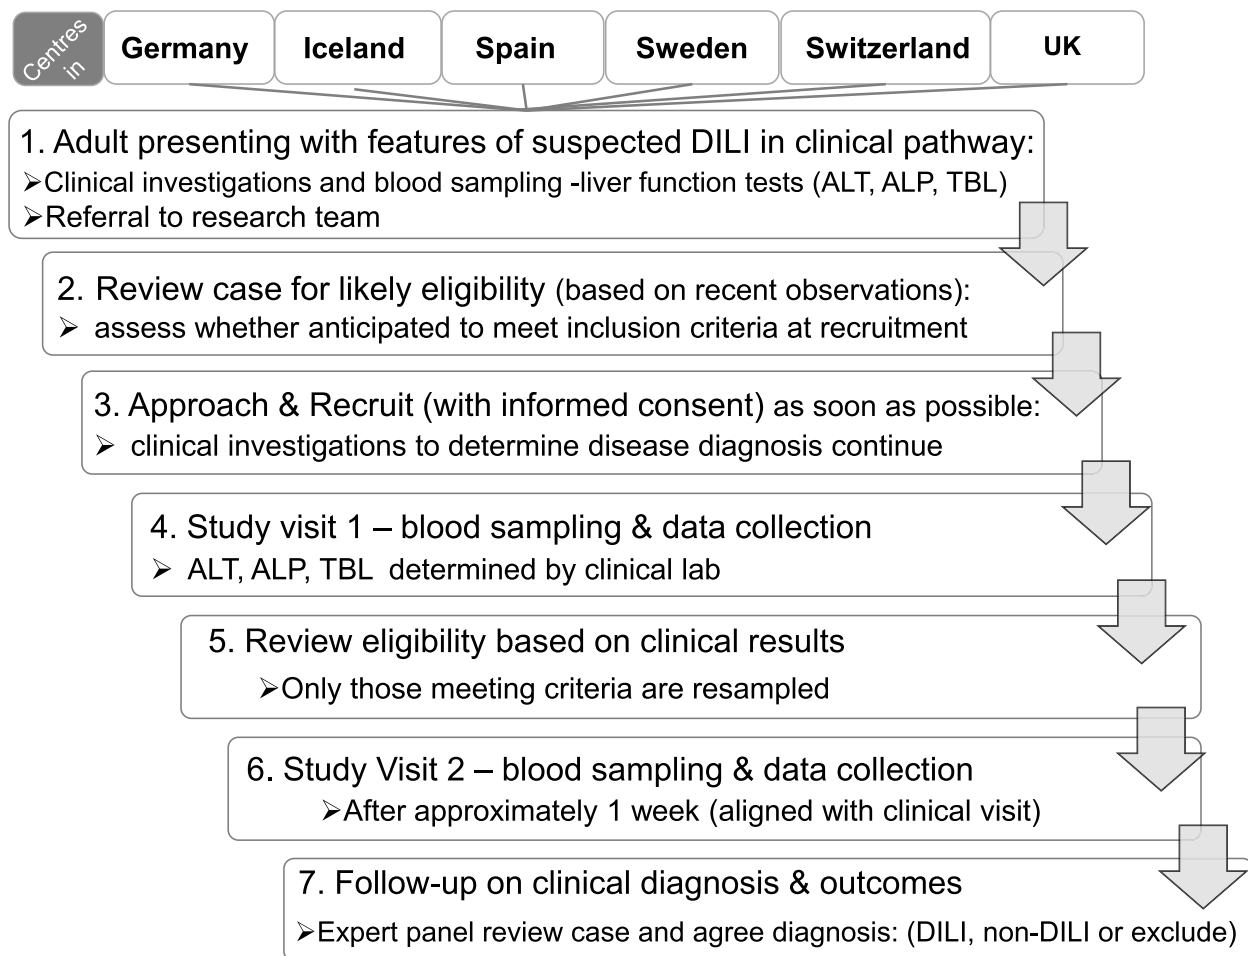 Centres in
Germany
Iceland
Spain
Sweden
Switzerland
UK
1. Adult presenting with features of suspected DILI in clinical pathway:
➢Clinical investigations and blood sampling -liver function tests (ALT, ALP, TBL)
➢Referral to research team
2. Review case for likely eligibility (based on recent observations):
➢ assess whether anticipated to meet inclusion criteria at recruitment
3. Approach & Recruit (with informed consent) as soon as possible:
➢ clinical investigations to determine disease diagnosis continue
4. Study visit 1 – blood sampling & data collection
➢ ALT, ALP, TBL determined by clinical lab
5. Review eligibility based on clinical results
➢Only those meeting criteria are resampled
6. Study Visit 2 – blood sampling & data collection
➢After approximately 1 week (aligned with clinical visit)
7. Follow-up on clinical diagnosis & outcomes
➢Expert panel review case and agree diagnosis: (DILI, non-DILI or exclude)